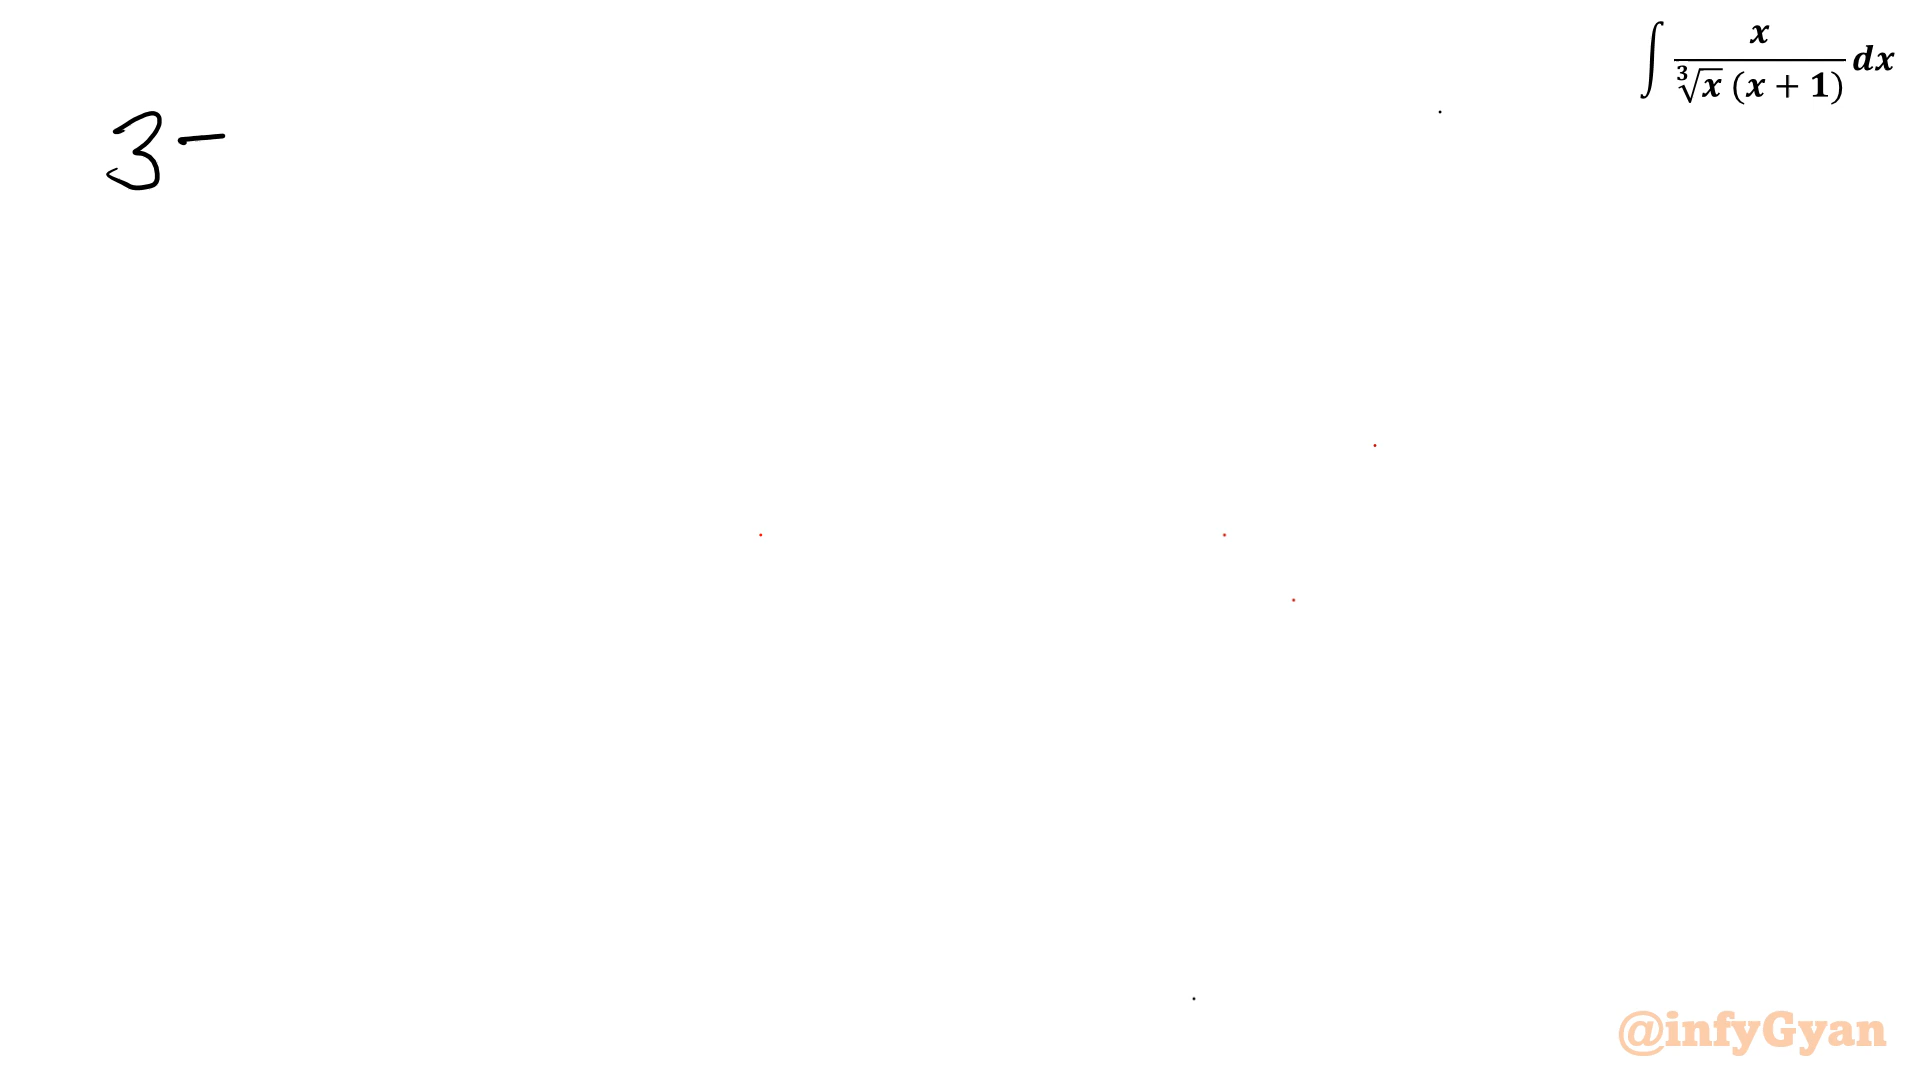 ∫ x / ∛x (x + 1) dx
3 –
@infyGyan